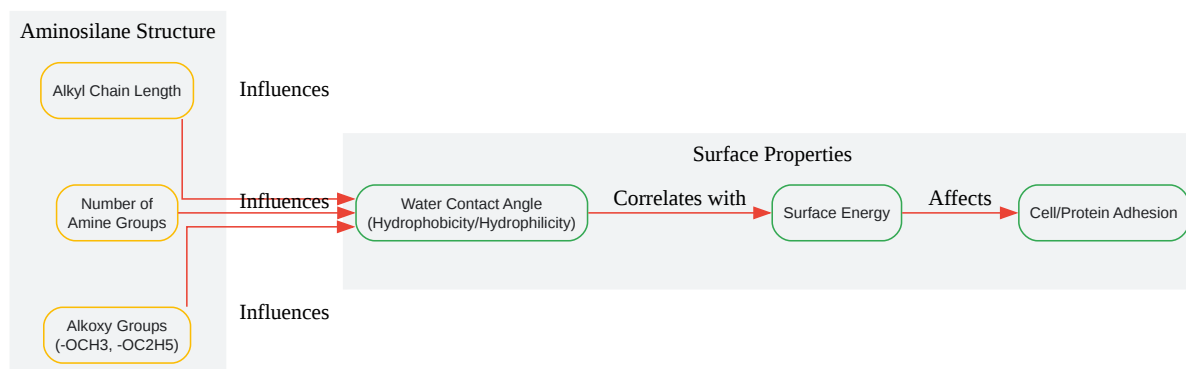 Aminosilane Structure
Alkyl Chain Length
Influences
Surface Properties
Number of
Amine Groups
Influences
Water Contact Angle
(Hydrophobicity/Hydrophilicity)
Correlates with
Surface Energy
Affects
Cell/Protein Adhesion
Influences
Alkoxy Groups
(-OCH3, -OC2H5)